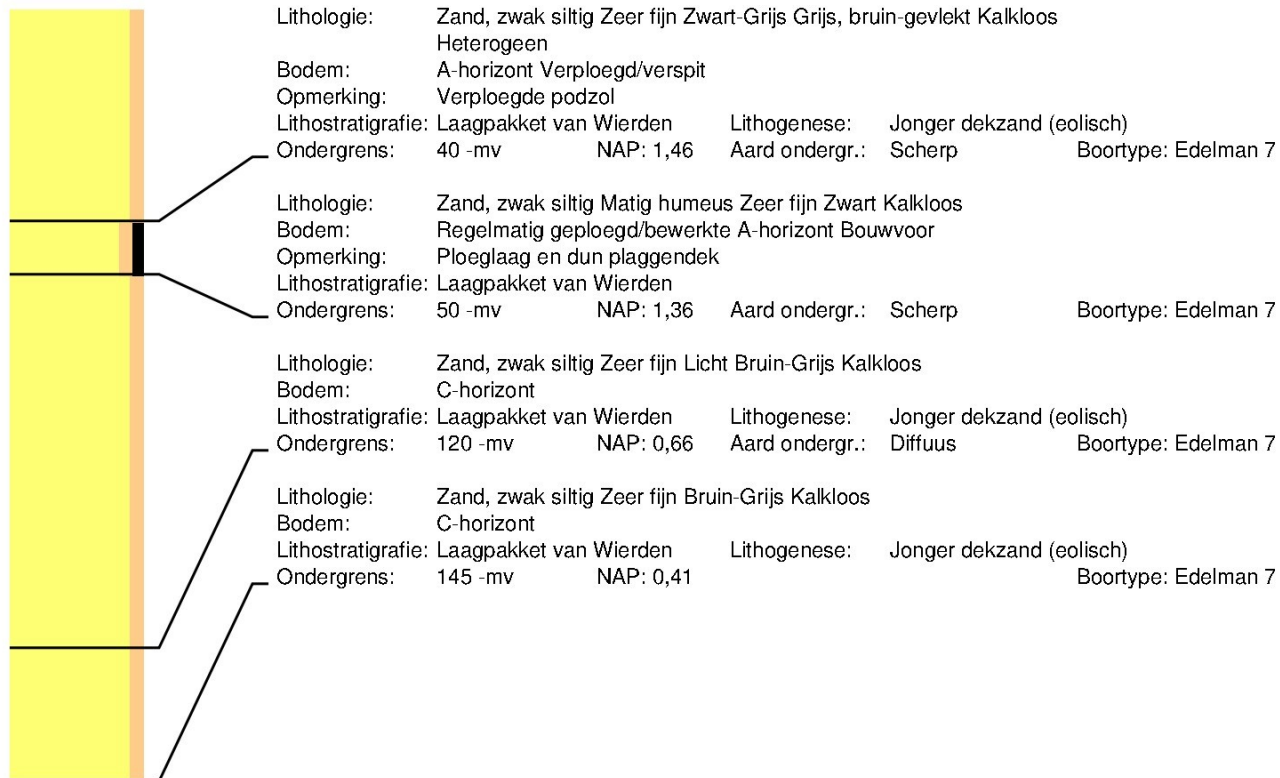 Lithologie: Zand, zwak siltig Zeer fijn Zwart-Grijs Grijs, bruin-gevlekt Kalkloos
Heterogeen
Bodem: A-horizont Verploegd/verspit
Opmerking: Verploegde podzol
Lithostratigrafie: Laagpakket van Wierden Lithogenese: Jonger dekzand (eolisch)
Ondergrens: 40 -mv NAP: 1,46 Aard ondergr.: Scherp Boortype: Edelman 7
Lithologie: Zand, zwak siltig Matig humeus Zeer fijn Zwart Kalkloos
Bodem: Regelmatig geploegd/bewerkte A-horizont Bouwvoor
Opmerking: Ploeglaag en dun plaggendek
Lithostratigrafie: Laagpakket van Wierden
Ondergrens: 50 -mv NAP: 1,36 Aard ondergr.: Scherp Boortype: Edelman 7
Lithologie: Zand, zwak siltig Zeer fijn Licht Bruin-Grijs Kalkloos
Bodem: C-horizont
Lithostratigrafie: Laagpakket van Wierden Lithogenese: Jonger dekzand (eolisch)
Ondergrens: 120 -mv NAP: 0,66 Aard ondergr.: Diffuus Boortype: Edelman 7
Lithologie: Zand, zwak siltig Zeer fijn Bruin-Grijs Kalkloos
Bodem: C-horizont
Lithostratigrafie: Laagpakket van Wierden Lithogenese: Jonger dekzand (eolisch)
Ondergrens: 145 -mv NAP: 0,41 Boortype: Edelman 7